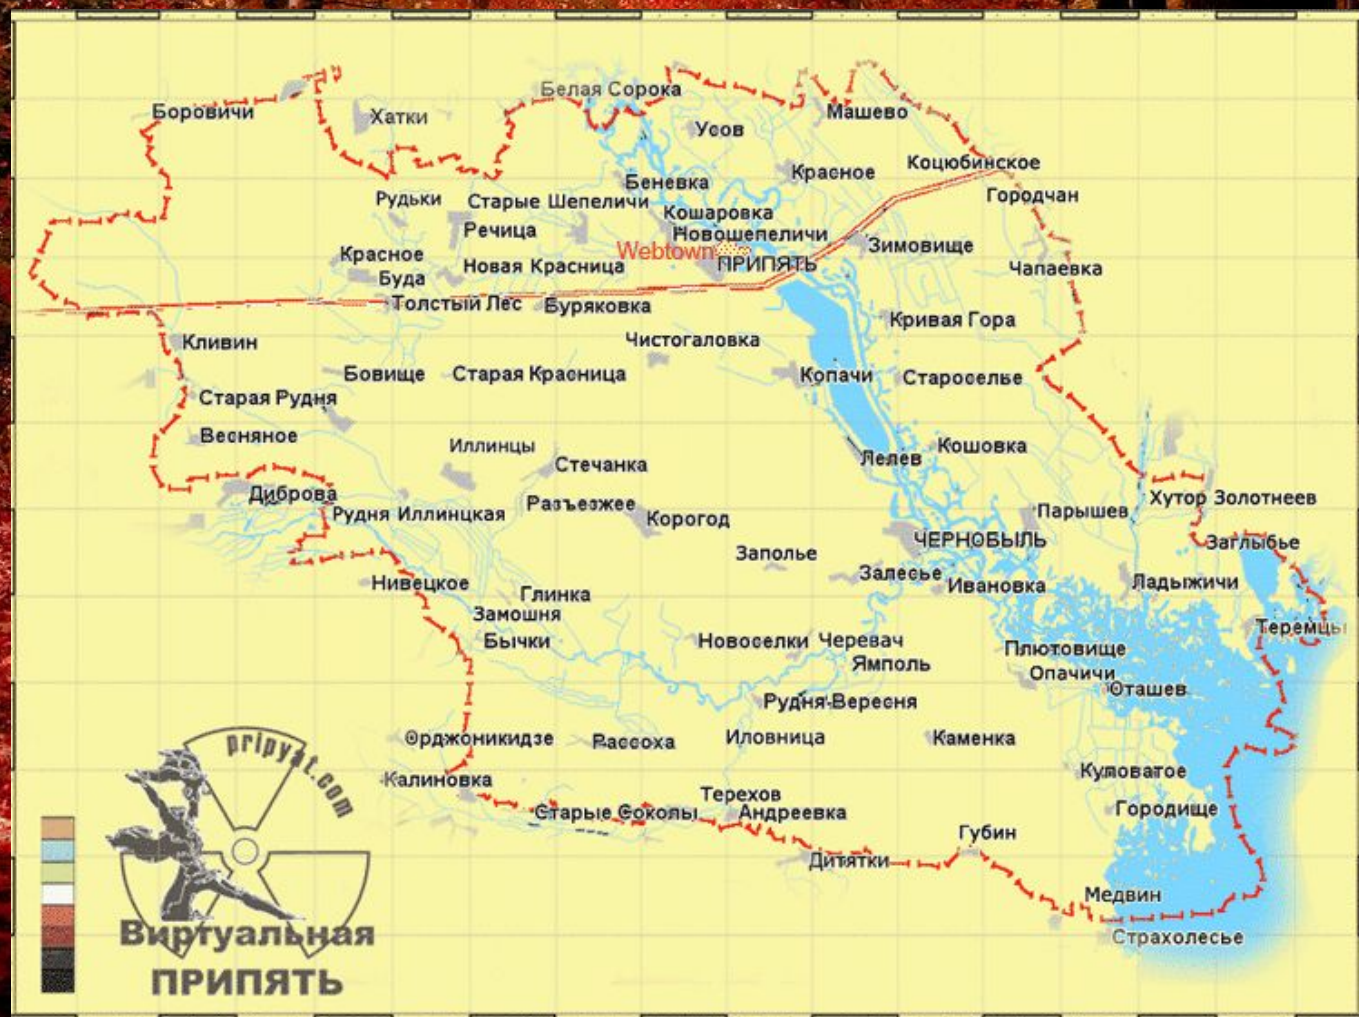 Белая Сорока
Боровичи
Хатки
Машево
Усов
Коцюбинское
Красное
Беневка
Рудьки
Старые Шепеличи
Городчан
Кошаровка
Речица
Новошепеличи
Зимовище
Webtown
Красное
ПРИПЯТЬ
Новая Красница
Чапаевка
Буда
Толстый Лес
Буряковка
Кривая Гора
Кливин
Чистогаловка
Бовище
Старая Красница
Копачи
Староселье
Старая Рудня
Весняное
Иллинцы
Кошовка
Лелев
Стечанка
Диброва
Хутор Золотнеев
Разъезжее
Рудня Иллинцкая
Парышев
Корогод
ЧЕРНОБЫЛЬ
Заглыбье
Заполье
Залесье
Нивецкое
Ивановка
Ладыжичи
Глинка
Замошня
Теремцы
Бычки
Новоселки
Черевач
Плютовище
Ямполь
Опачичи
Оташев
Рудня-Вересня
Орджоникидзе
Рассоха
Иловница
Каменка
pripyat.com
Куповатое
Калиновка
Терехов
Городище
Старые Соколы
Андреевка
Губин
Дитятки
Медвин
Виртуальная
Страхолесье
ПРИПЯТЬ